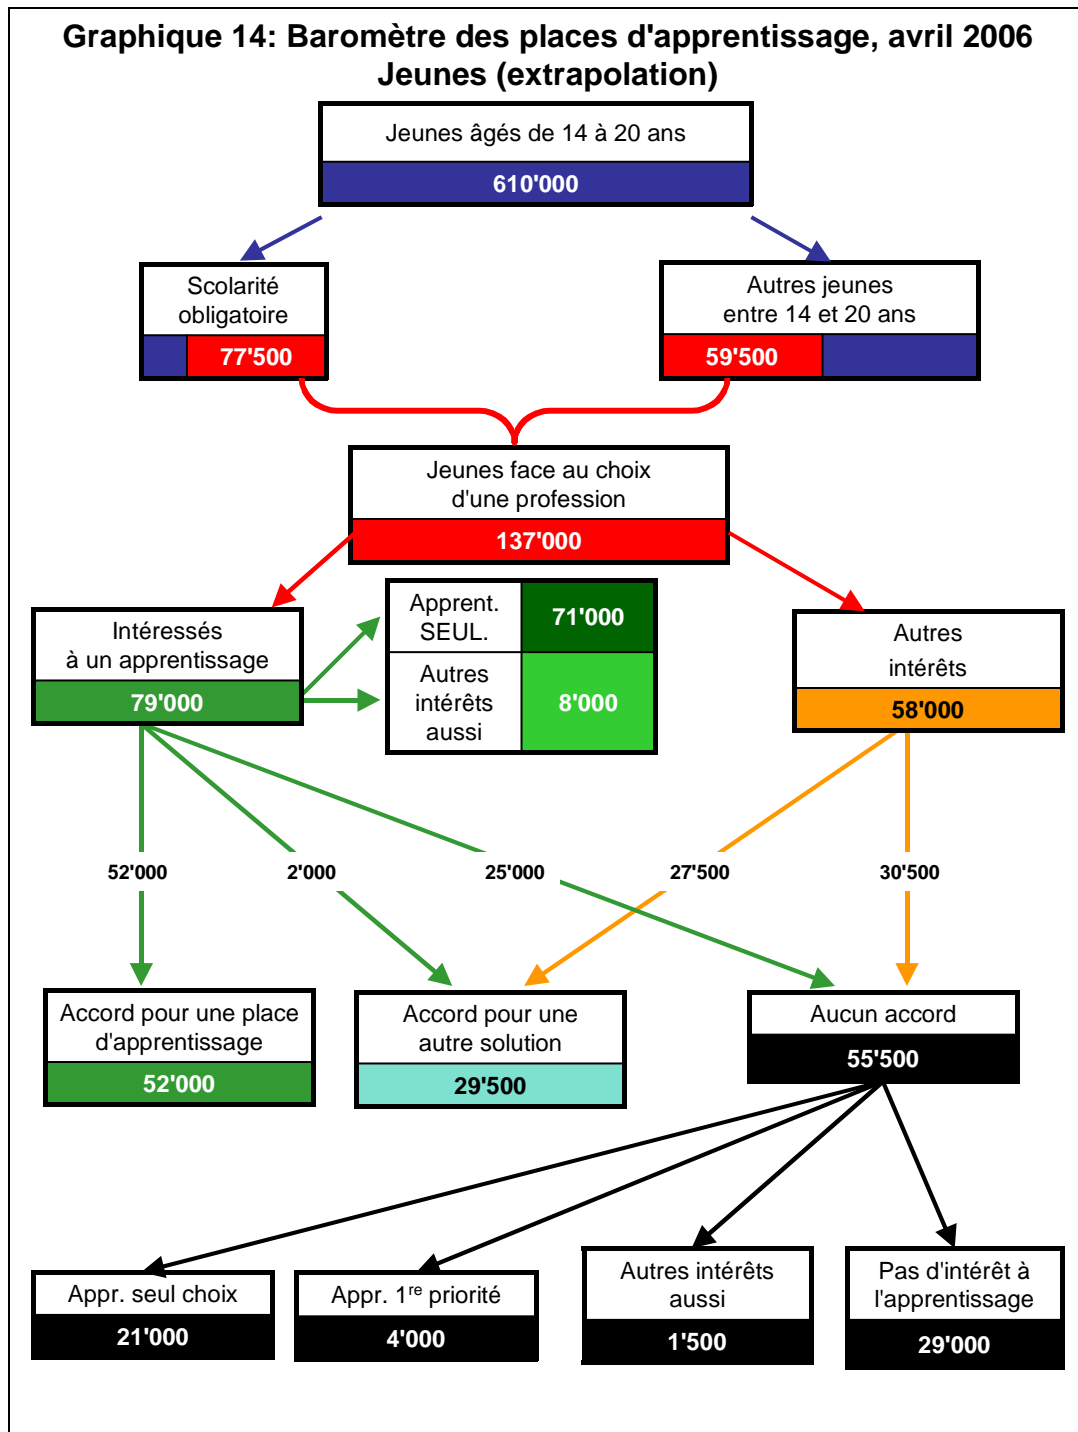 Graphique 14: Baromètre des places d'apprentissage, avril 2006
Jeunes (extrapolation)
Jeunes âgés de 14 à 20 ans
610'000
Scolarité
obligatoire
77'500
Autres jeunes
entre 14 et 20 ans
59'500
Jeunes face au choix
d'une profession
137'000
Intéressés
à un apprentissage
79'000
Apprent.
SEUL.
71'000
Autres
intérêts
aussi
8'000
Autres
intérêts
58'000
52'000
2'000
25'000
27'500
30'500
Accord pour une place
d'apprentissage
52'000
Accord pour une
autre solution
29'500
Aucun accord
55'500
Appr. seul choix
21'000
Appr. 1re priorité
4'000
Autres intérêts
aussi
1'500
Pas d'intérêt à
l'apprentissage
29'000